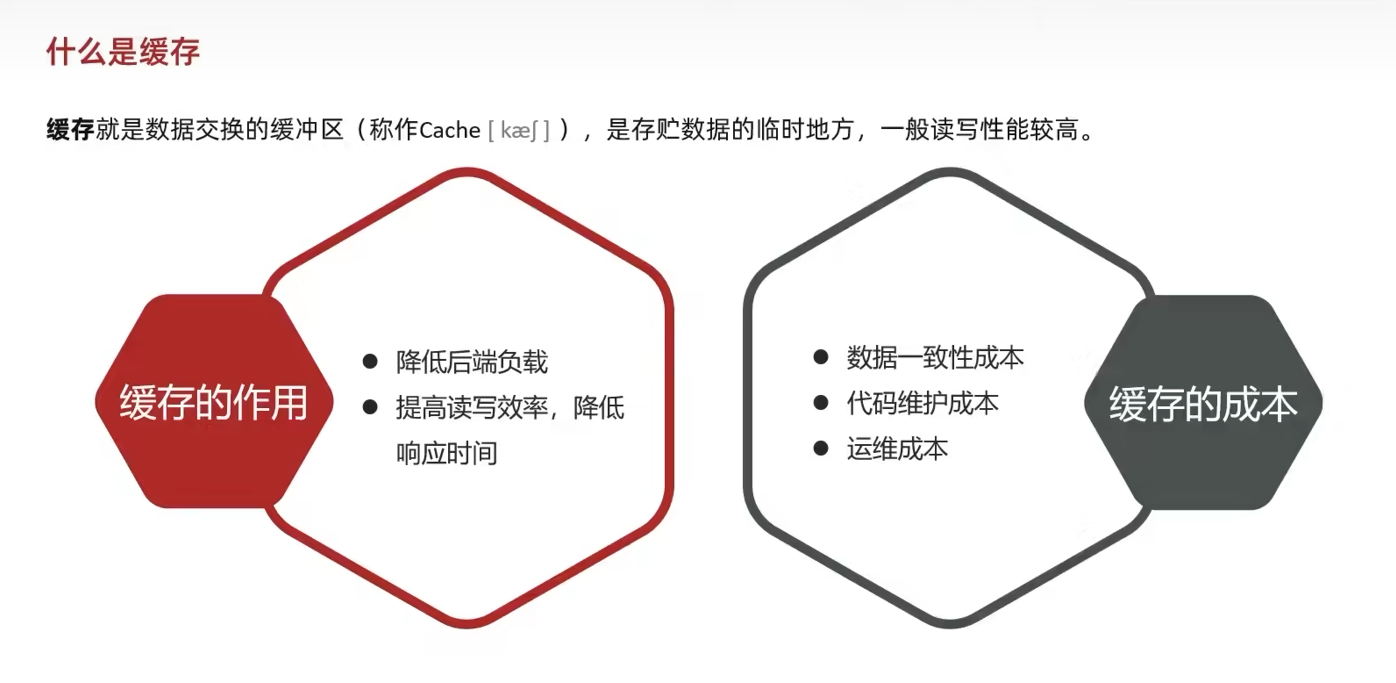 什么是缓存
缓存就是数据交换的缓冲区（称作Cache [ kæʃ ] ），是存贮数据的临时地方，一般读写性能较高。
缓存的作用
● 降低后端负载
● 提高读写效率，降低
响应时间
● 数据一致性成本
● 代码维护成本
● 运维成本
缓存的成本